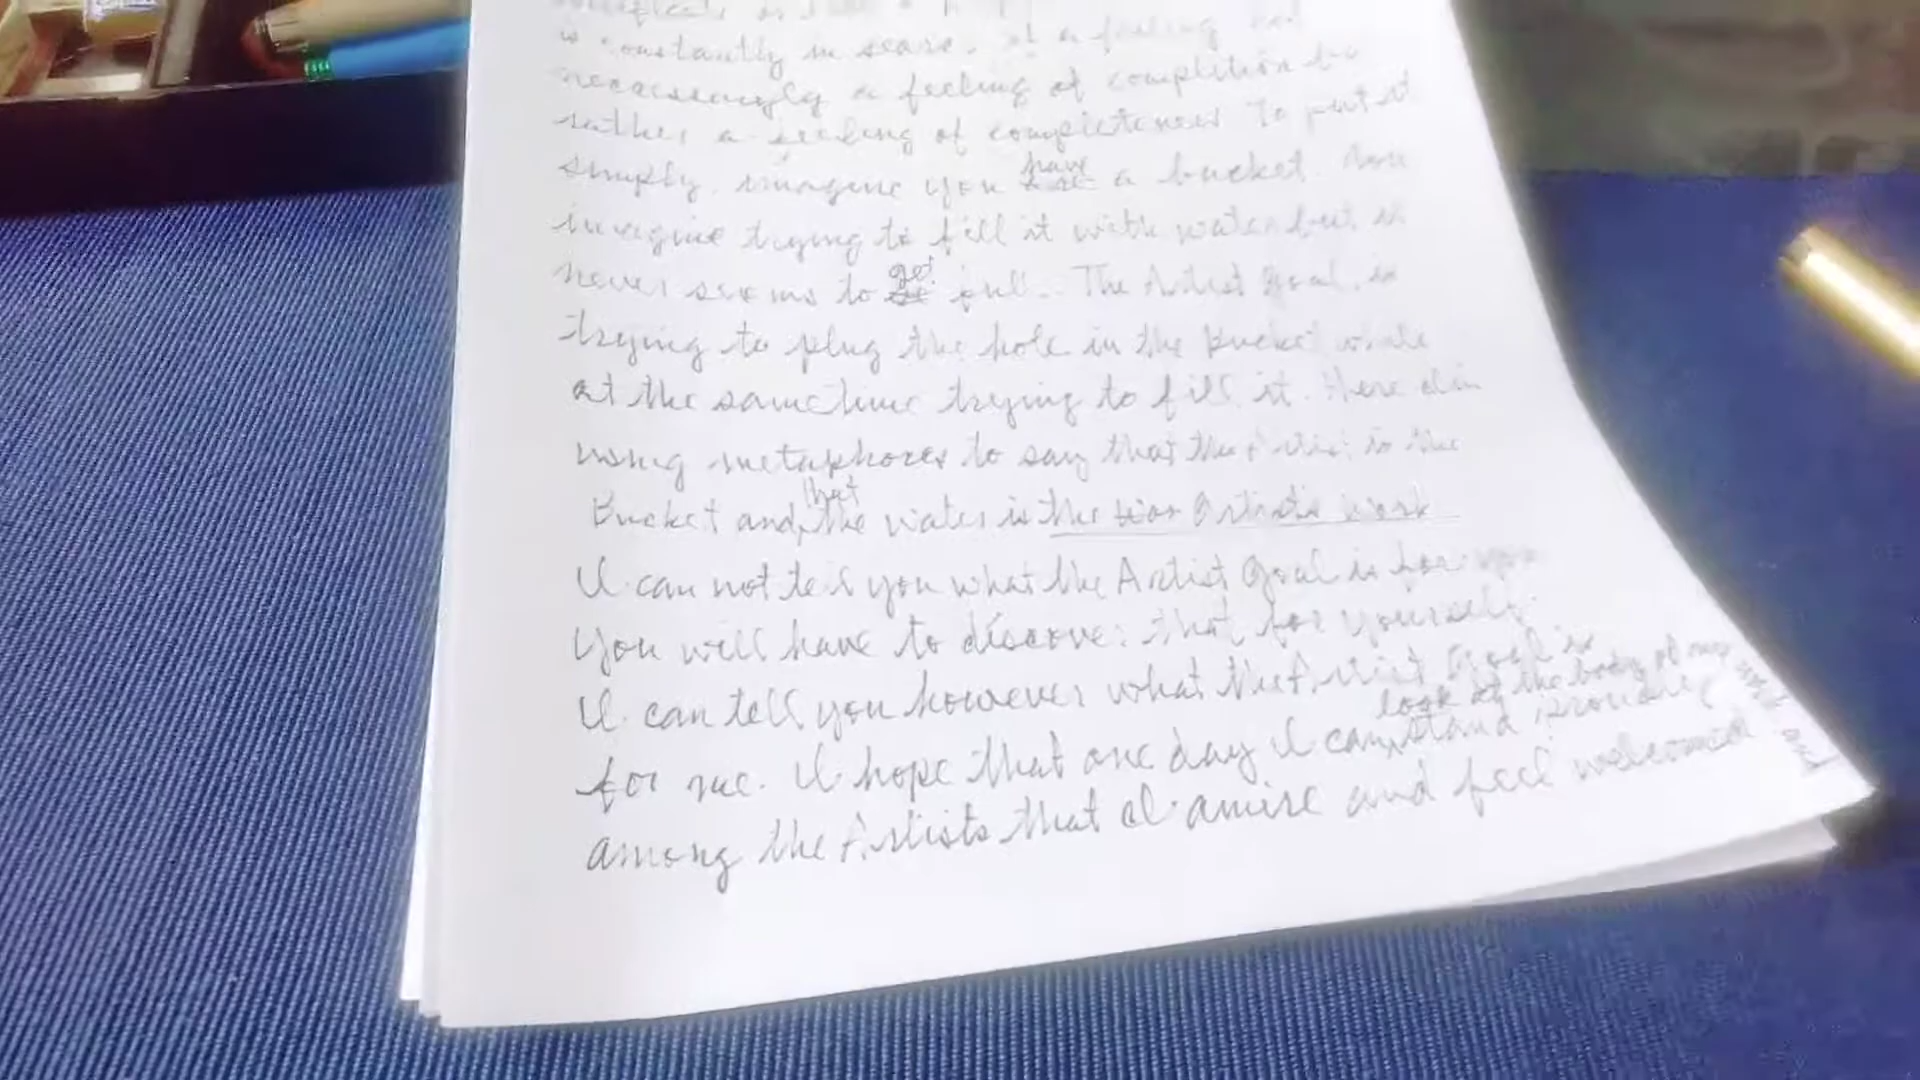 is constantly in search of a feeling not
necessarigly a feeling of completion but
rather a feeling of completeness To put it
simply, imagine you have a bucket. Now
imagine trying to fill it with water but it
never seems to get full. The Artist Goal is
trying to plug the hole in the Bucket while
at the sametime trying to fill it. Here I'm
using metaphores to say that the Artist is the
Bucket and that the water is the Artist's work
I can not tell you what the Artist Goal is for you
You will have to discover that for yourself.
I can tell you however what the Artist Goal is
for me. I hope that one day I can look at the body of my work and stand proudly
among the Artists that I amire and feel welcomed